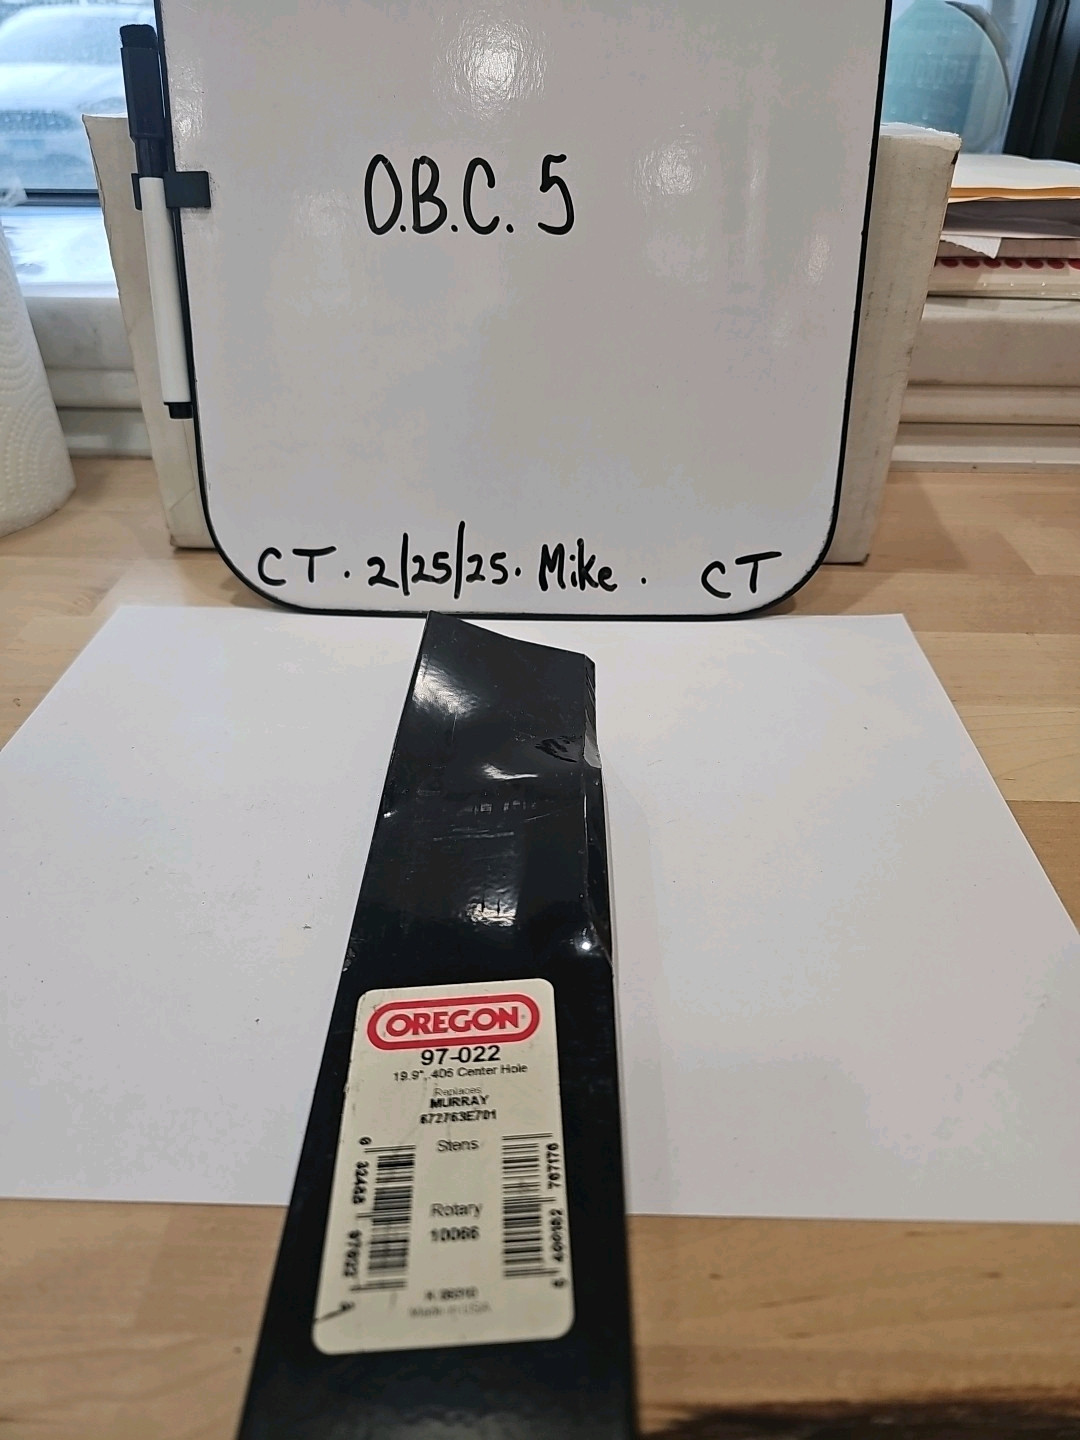 O.B.C. 5
CT. 2/25/25. Mike. CT
OREGON
97-022
19.9", .406 Center Hole
Replaces
MURRAY
672763E701
Stens
Rotary
10066
Made in USA